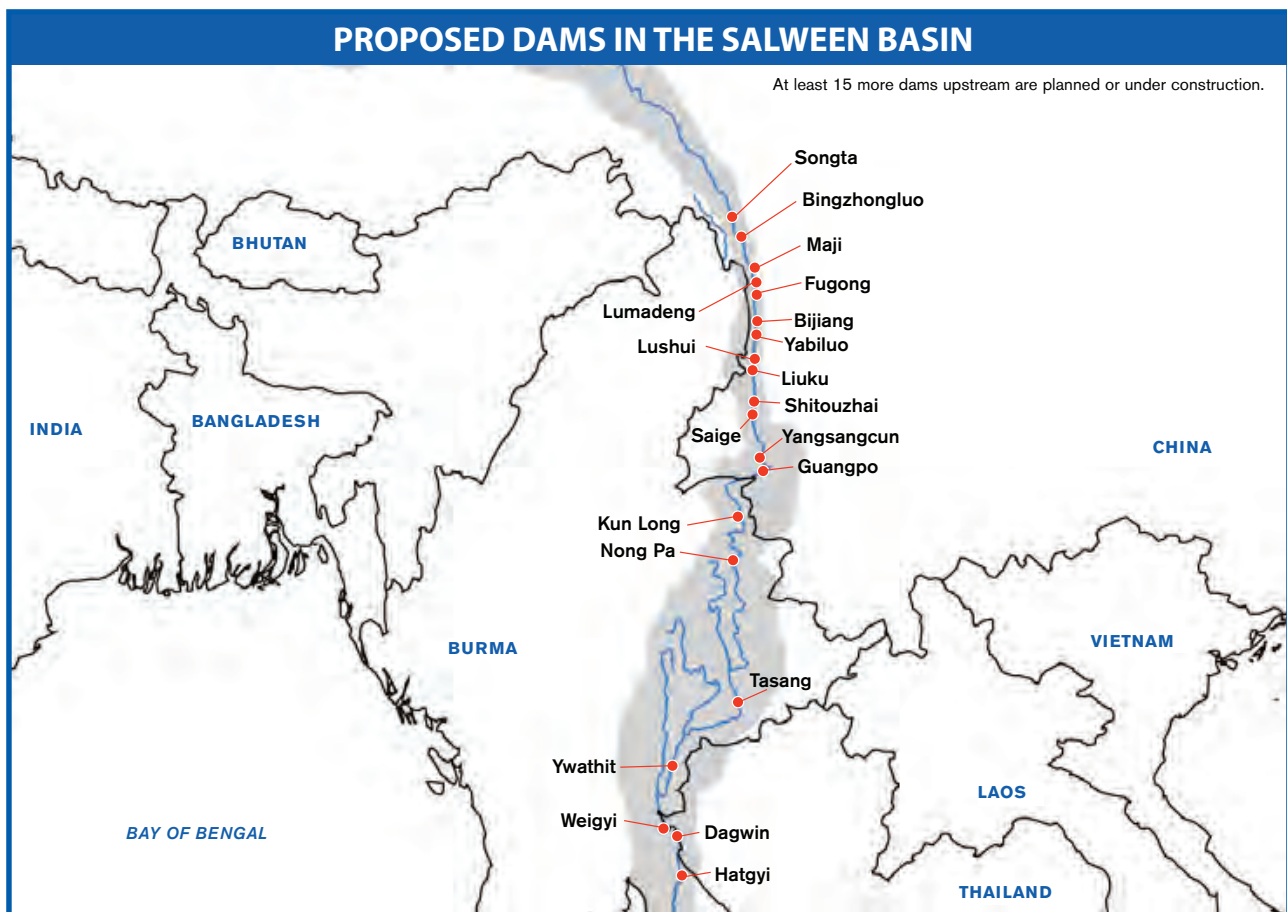 PROPOSED DAMS IN THE SALWEEN BASIN
At least 15 more dams upstream are planned or under construction.
Songta
Bingzhongluo
BHUTAN
Maji
Fugong
Lumadeng
Bijiang
Yabiluo
Lushui
Liuku
Shitouzhai
BANGLADESH
INDIA
Saige
Yangsangcun
CHINA
Guangpo
Kun Long
Nong Pa
VIETNAM
BURMA
Tasang
Ywathit
LAOS
Weigyi
Dagwin
BAY OF BENGAL
Hatgyi
THAILAND